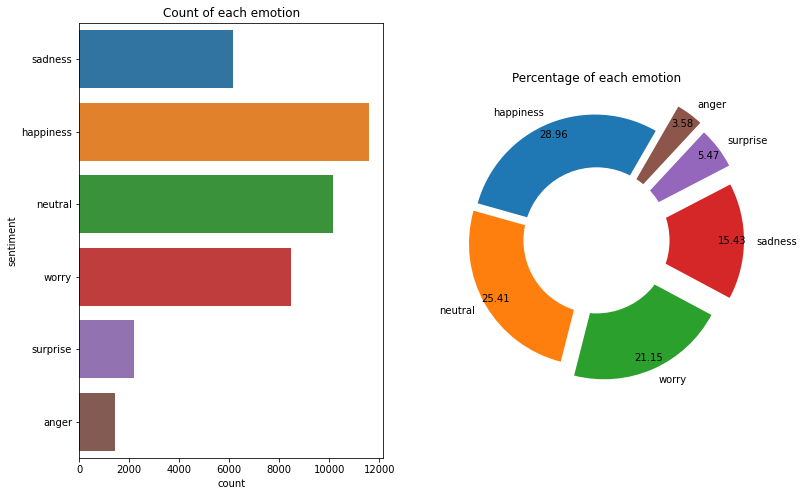 Count of each emotion
sentiment
sadness
happiness
neutral
worry
surprise
anger
0 2000 4000 6000 8000 10000 12000
count
Percentage of each emotion
happiness
28.96
neutral
25.41
worry
21.15
sadness
15.43
surprise
5.47
anger
3.58